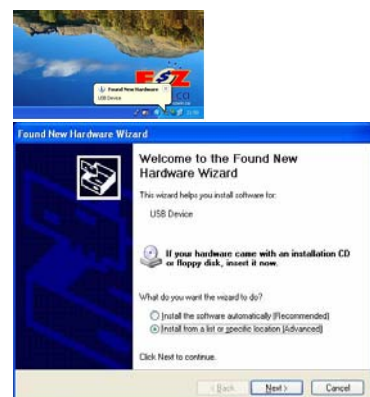 Found New Hardware
USB Device
Found New Hardware Wizard
Welcome to the Found New
Hardware Wizard
This wizard helps you install software for:
USB Device
If your hardware came with an installation CD
or floppy disk, insert it now.
What do you want the wizard to do?
Install the software automatically (Recommended)
Install from a list or specific location (Advanced)
Click Next to continue.
< Back
Next >
Cancel